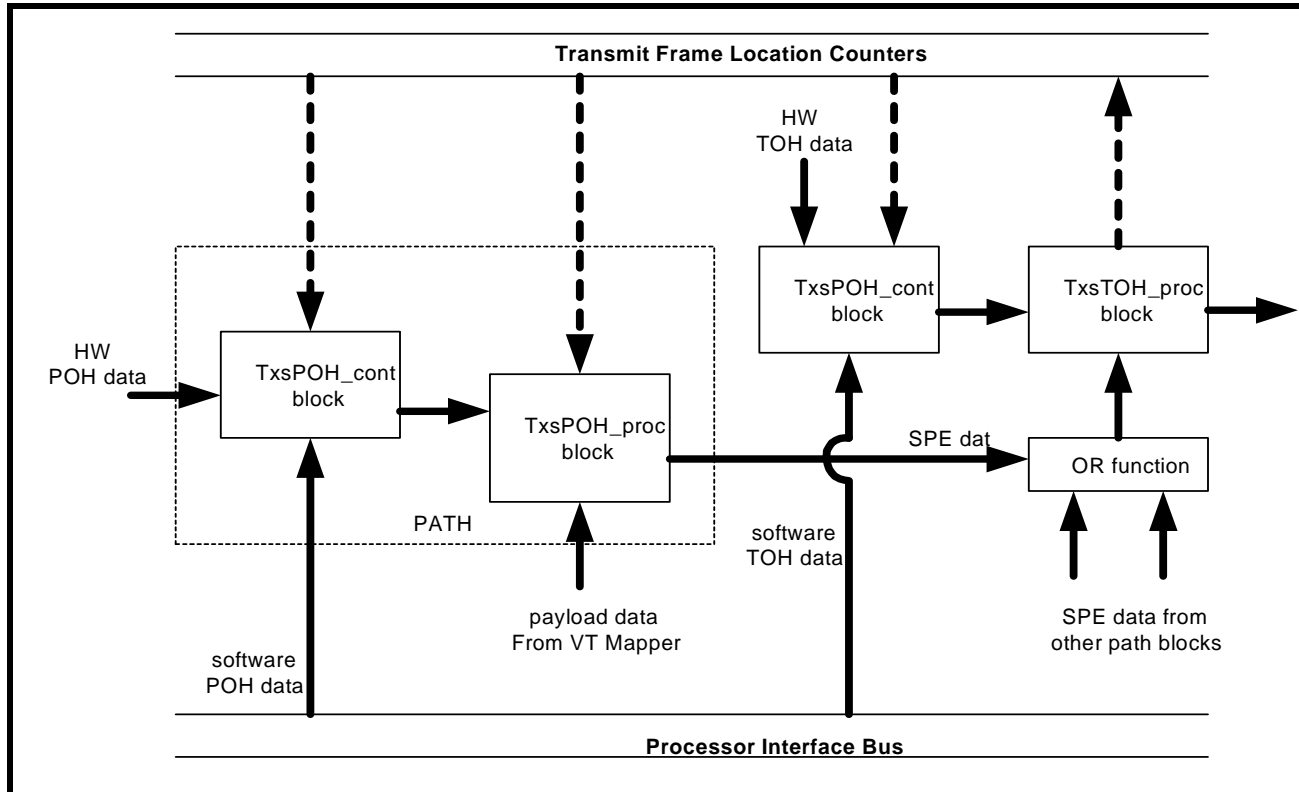 Transmit Frame Location Counters
HW
TOH data
TxsPOH_cont
block
TxsTOH_proc
block
HW
POH data
TxsPOH_cont
block
TxsPOH_proc
block
SPE dat
OR function
PATH
software
TOH data
payload data
From VT Mapper
SPE data from
other path blocks
software
POH data
Processor Interface Bus